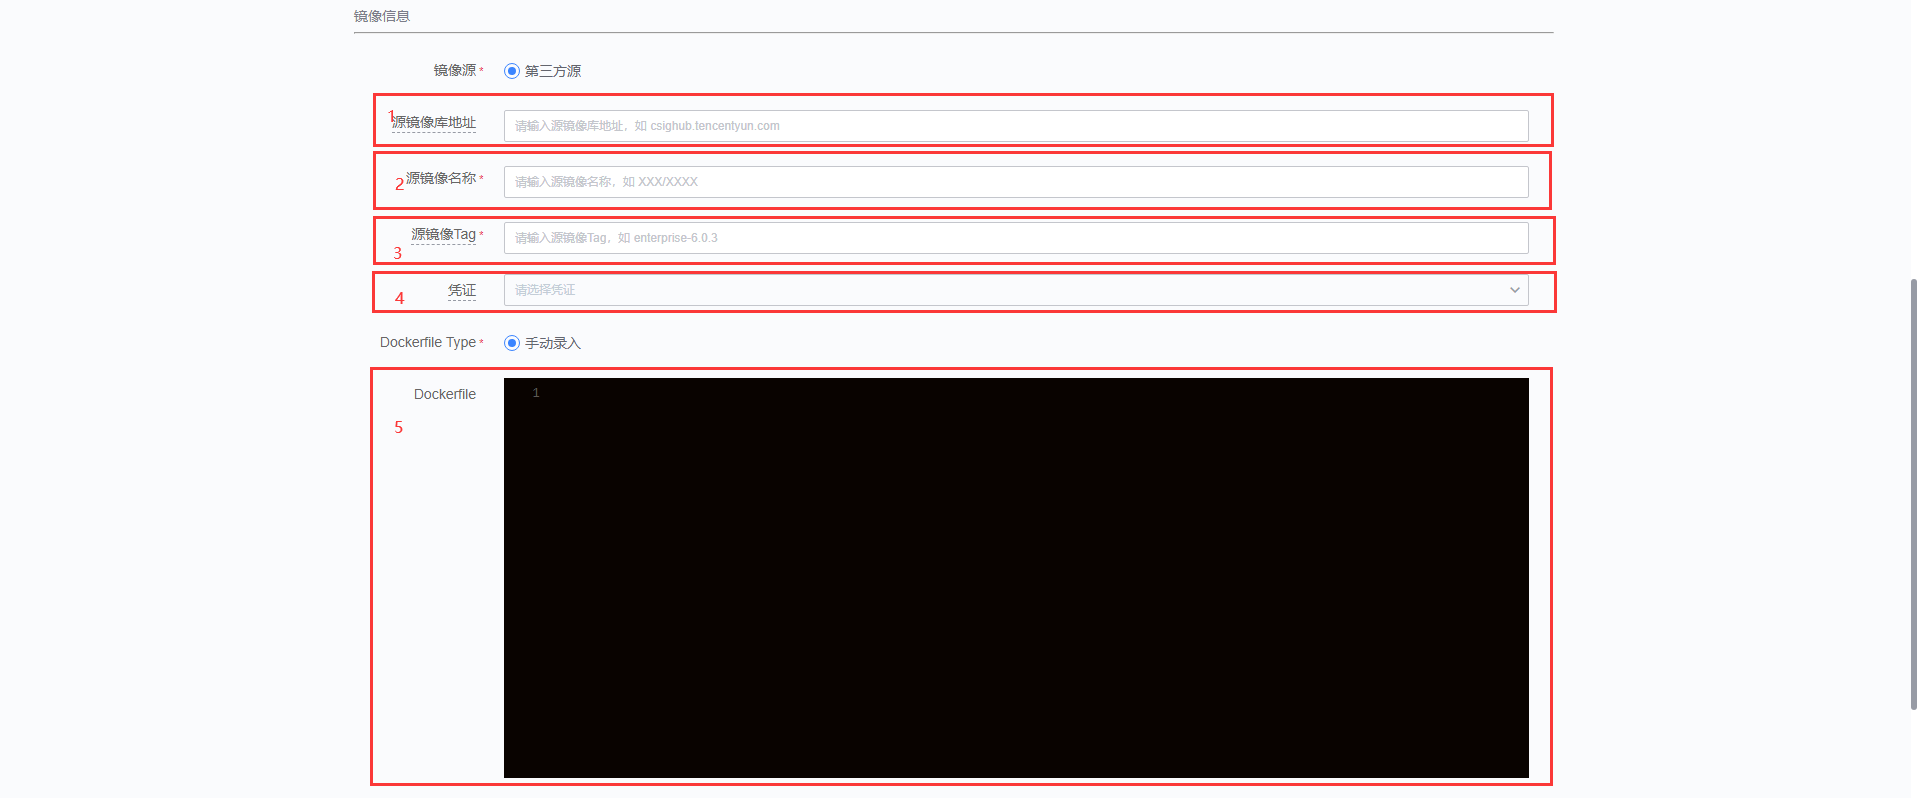 镜像信息
镜像源 * 第三方源
1
源镜像库地址 请输入源镜像库地址，如 csighub.tencentyun.com
2 源镜像名称 * 请输入源镜像名称，如 XXX/XXXX
源镜像Tag * 请输入源镜像Tag，如 enterprise-6.0.3
3
4 凭证 请选择凭证
Dockerfile Type * 手动录入
Dockerfile 1
5